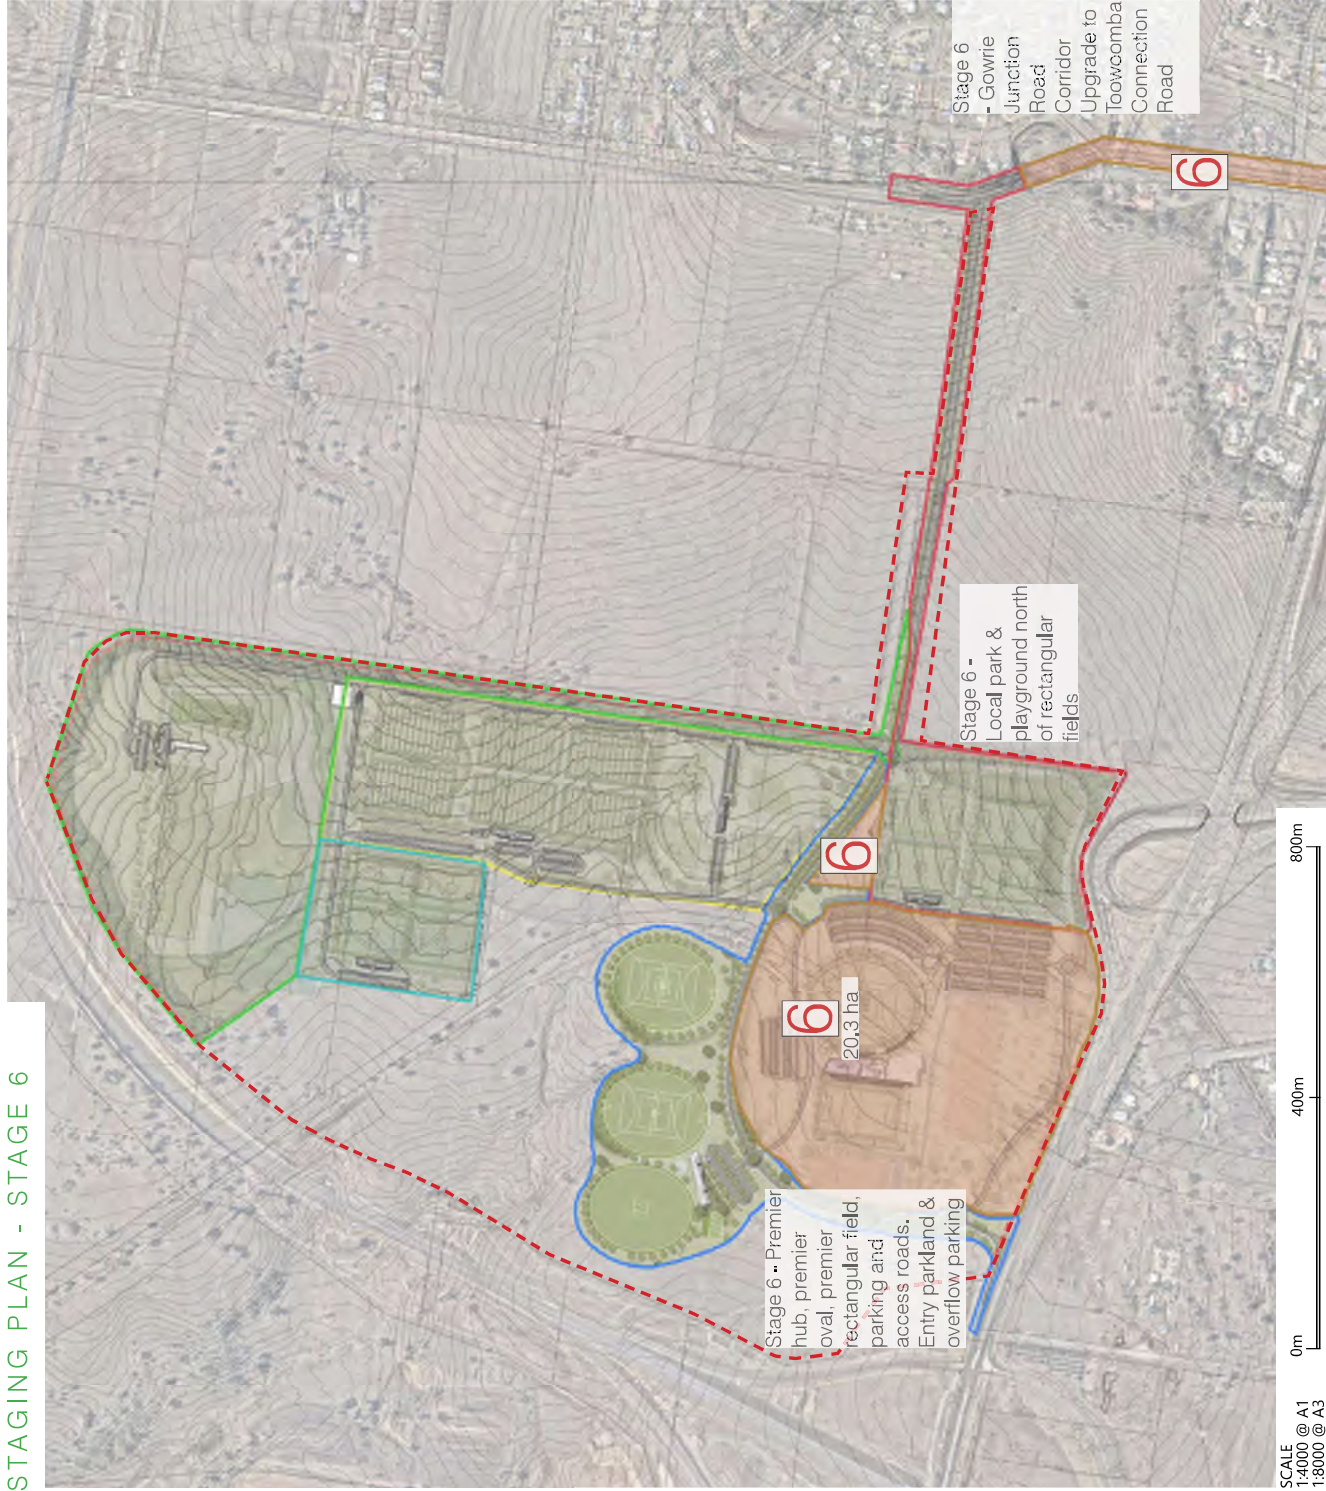 STAGING PLAN - STAGE 6
Stage 6 - Premier
hub, premier
oval, premier
rectangular field,
parking and
access roads.
Entry parkland &
overflow parking
6
20.3 ha
6
Stage 6 -
Local park &
playground north
of rectangular
fields
Stage 6
- Gowrie
Junction
Road
Corridor
Upgrade to
Toowoomba
Connection
Road
6
SCALE
1:4000 @ A1
1:8000 @ A3
0m
400m
800m